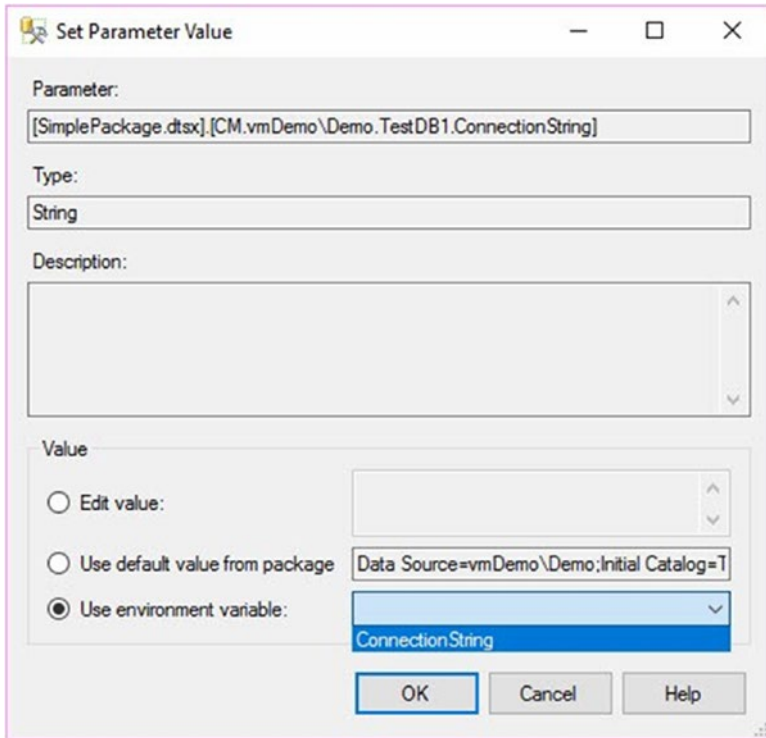 Set Parameter Value
Parameter:
[SimplePackage.dtsx].[CM.vmDemo\Demo.TestDB1.ConnectionString]
Type:
String
Description:
Value
Edit value:
Use default value from package
Data Source=vmDemo\Demo;Initial Catalog=T
Use environment variable:
ConnectionString
OK
Cancel
Help